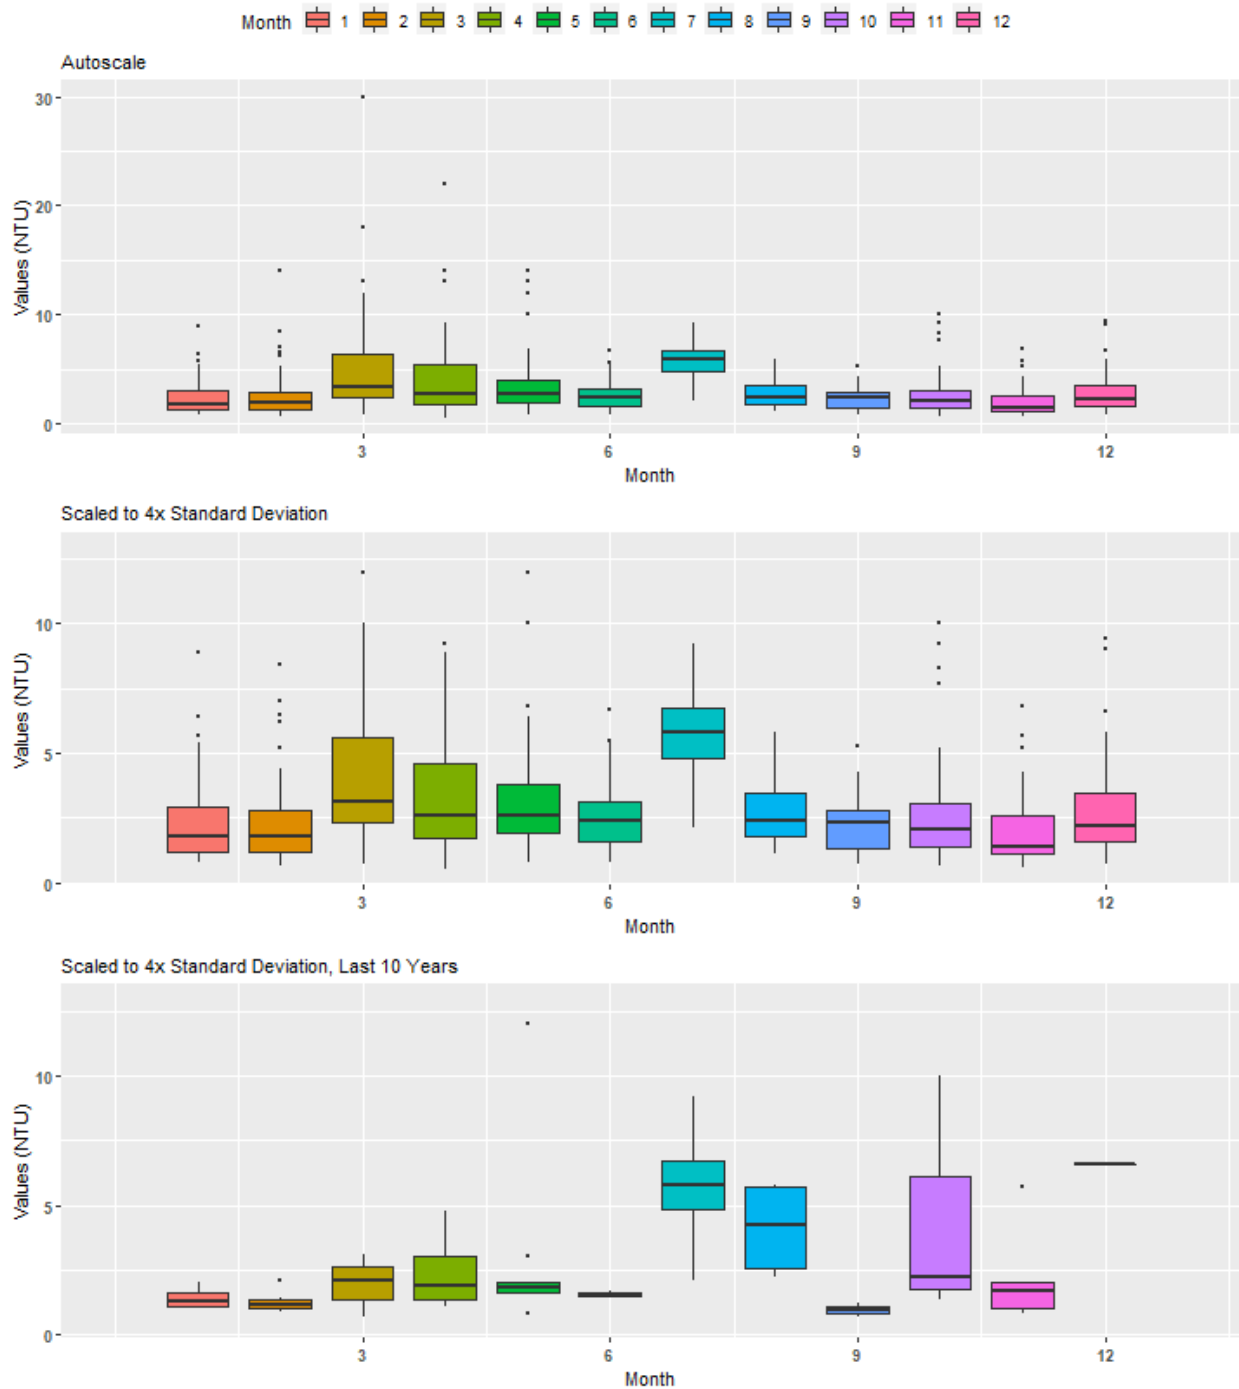 Month 1 2 3 4 5 6 7 8 9 10 11 12
Autoscale
30
20
10
0
Values (NTU)
3 6 9 12
Month
Scaled to 4x Standard Deviation
10
5
0
Values (NTU)
3 6 9 12
Month
Scaled to 4x Standard Deviation, Last 10 Years
10
5
0
Values (NTU)
3 6 9 12
Month